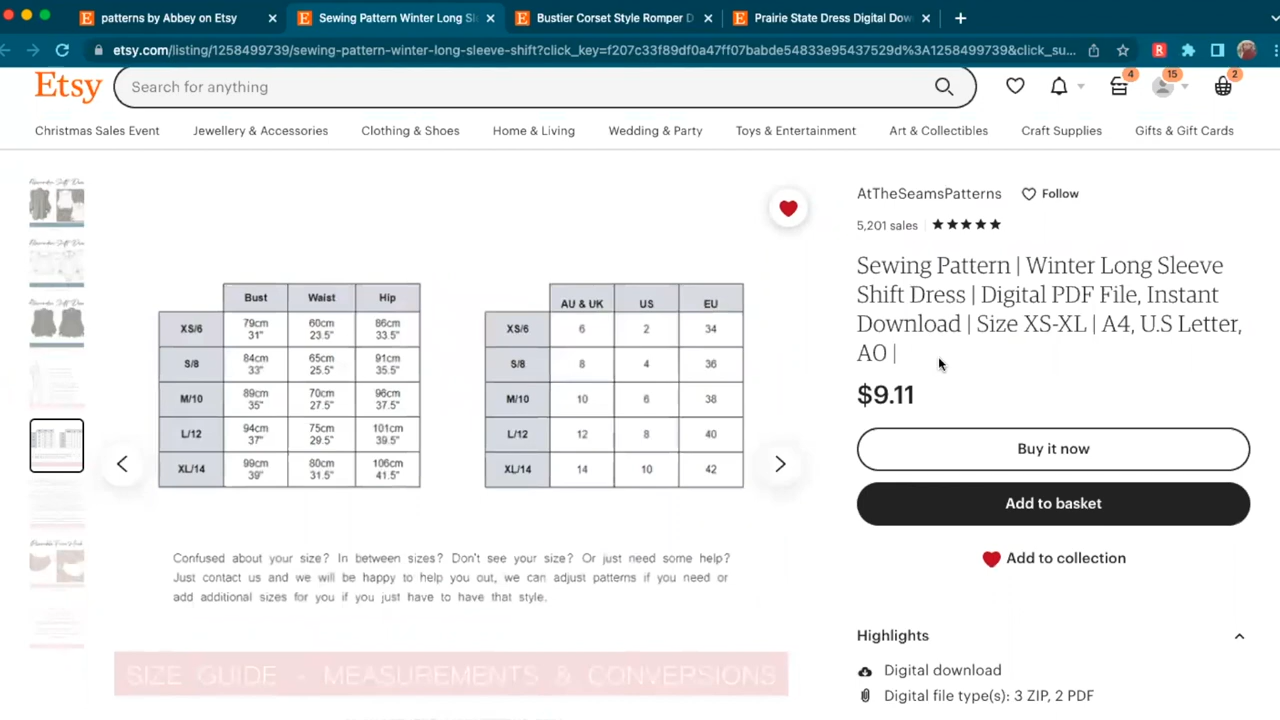 patterns by Abbey on Etsy
Sewing Pattern Winter Long Sl
Bustier Corset Style Romper D
Prairie State Dress Digital Dow
etsy.com/listing/1258499739/sewing-pattern-winter-long-sleeve-shift?click_key=f207c33f89df0a47ff07babde54833e95437529d%3A1258499739&click_su...
R
Etsy
Search for anything
4
15
2
Christmas Sales Event
Jewellery & Accessories
Clothing & Shoes
Home & Living
Wedding & Party
Toys & Entertainment
Art & Collectibles
Craft Supplies
Gifts & Gift Cards
AtTheSeamsPatterns
Follow
5,201 sales
Sewing Pattern | Winter Long Sleeve
Shift Dress | Digital PDF File, Instant
Download | Size XS-XL | A4, U.S Letter,
AO |
$9.11
Buy it now
Add to basket
Add to collection
Highlights
Digital download
Digital file type(s): 3 ZIP, 2 PDF
Bust Waist Hip
XS/6 79cm 60cm 86cm
31" 23.5" 33.5"
S/8 84cm 65cm 91cm
33" 25.5" 35.5"
M/10 89cm 70cm 96cm
35" 27.5" 37.5"
L/12 94cm 75cm 101cm
37" 29.5" 39.5"
XL/14 99cm 80cm 106cm
39" 31.5" 41.5"
AU & UK US EU
XS/6 6 2 34
S/8 8 4 36
M/10 10 6 38
L/12 12 8 40
XL/14 14 10 42
Confused about your size? In between sizes? Don't see your size? Or just need some help?
Just contact us and we will be happy to help you out, we can adjust patterns if you need or
add additional sizes for you if you just have to have that style.
SIZE GUIDE - MEASUREMENTS & CONVERSIONS